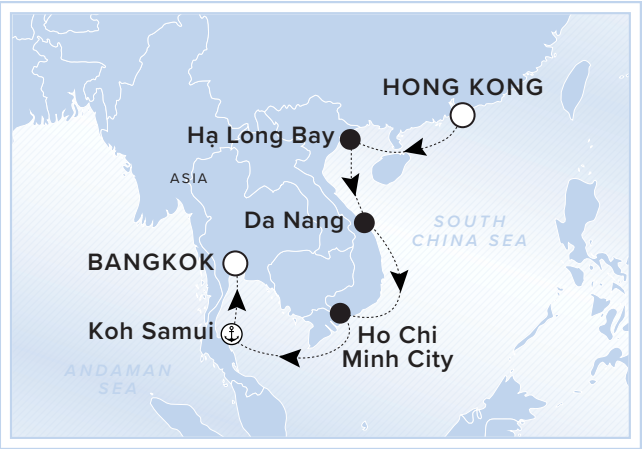 HONG KONG
Hạ Long Bay
ASIA
Da Nang
SOUTH
CHINA SEA
BANGKOK
Koh Samui
Ho Chi
Minh City
ANDAMAN
SEA